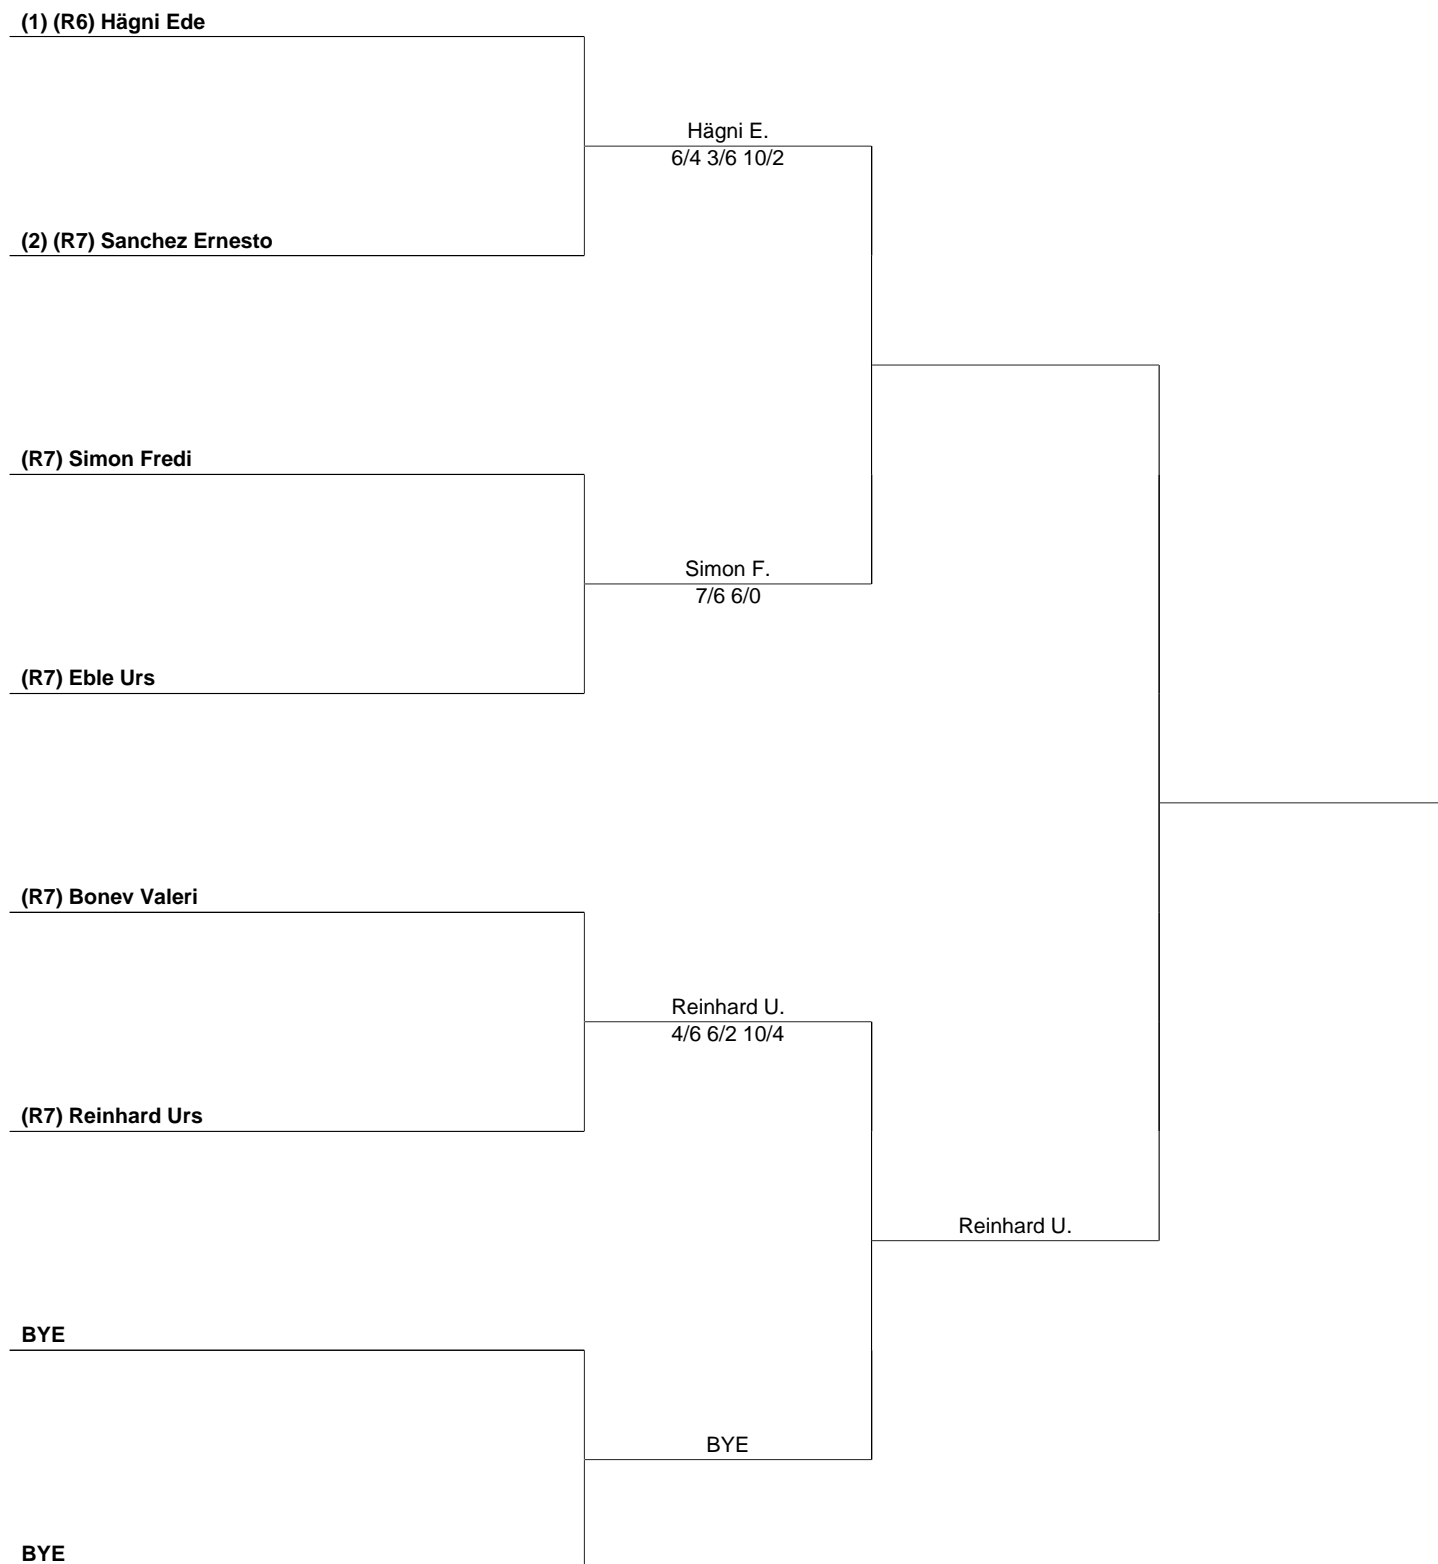 (1) (R6) Hägni Ede
Hägni E.
6/4 3/6 10/2
(2) (R7) Sanchez Ernesto
(R7) Simon Fredi
Simon F.
7/6 6/0
(R7) Eble Urs
(R7) Bonev Valeri
Reinhard U.
4/6 6/2 10/4
(R7) Reinhard Urs
Reinhard U.
BYE
BYE
BYE